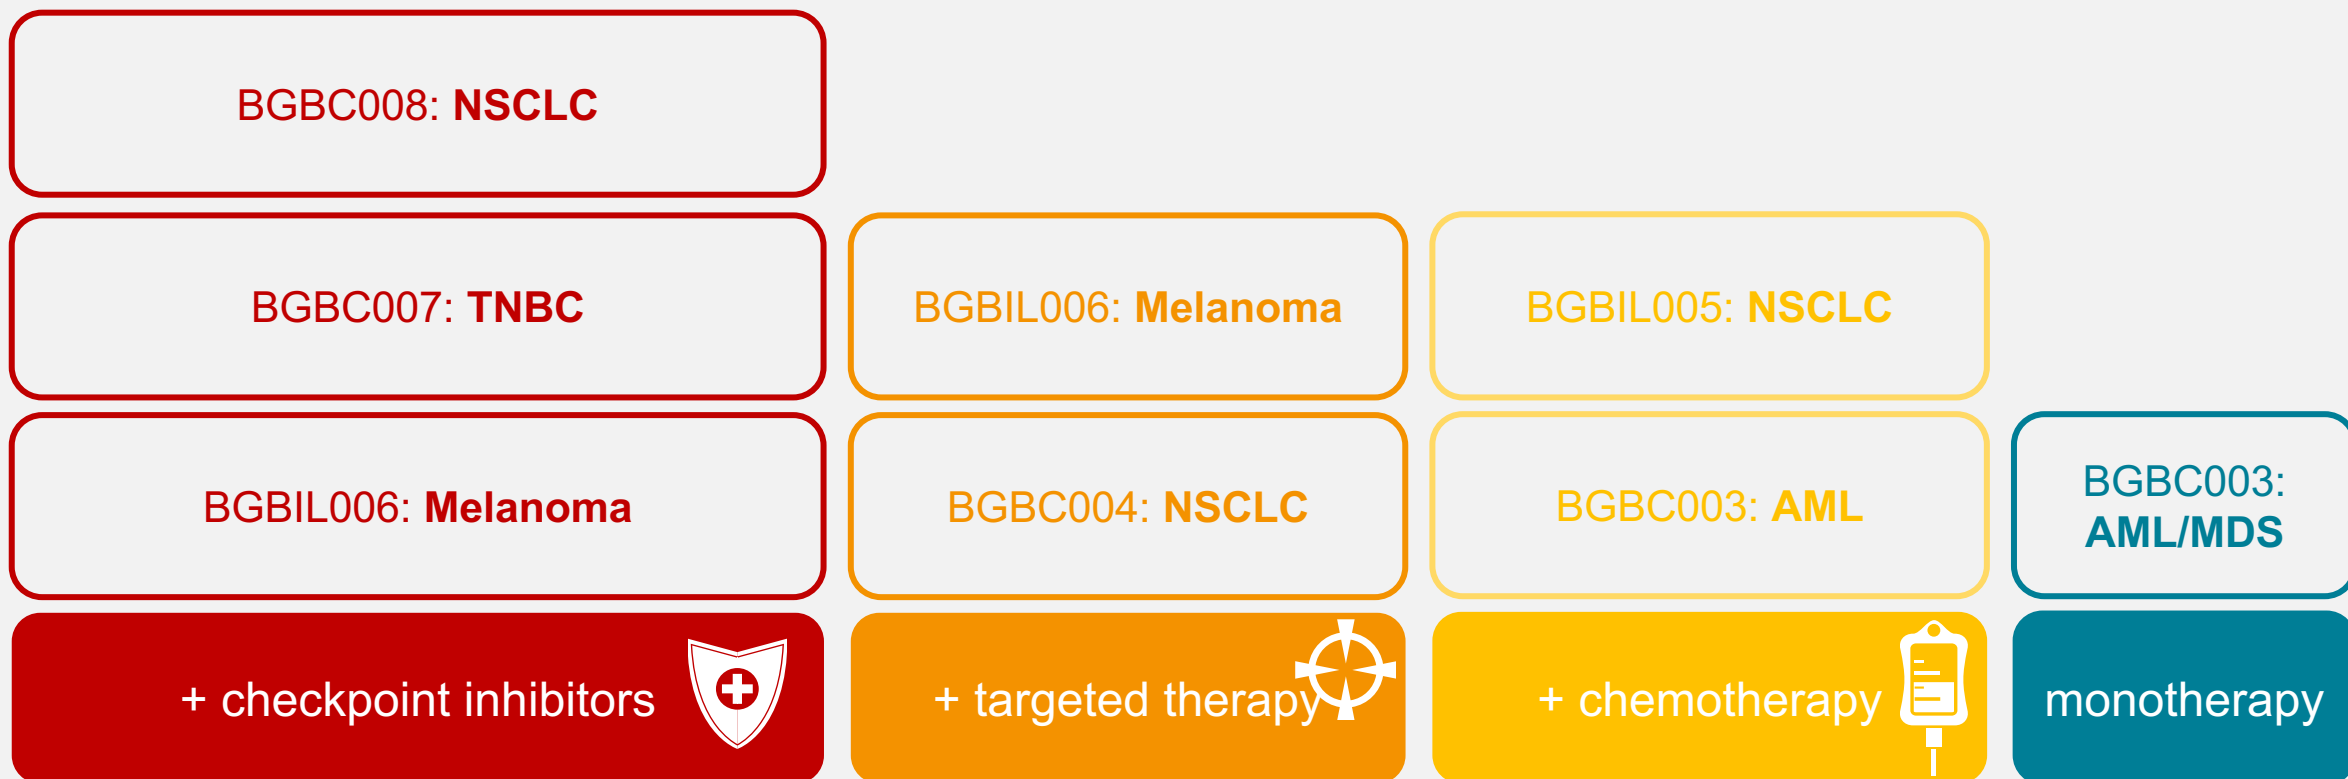 BGBC008: NSCLC
BGBC007: TNBC
BGBIL006: Melanoma
BGBIL005: NSCLC
BGBIL006: Melanoma
BGBC004: NSCLC
BGBC003: AML
BGBC003:
AML/MDS
+ checkpoint inhibitors
+ targeted therapy
+ chemotherapy
monotherapy